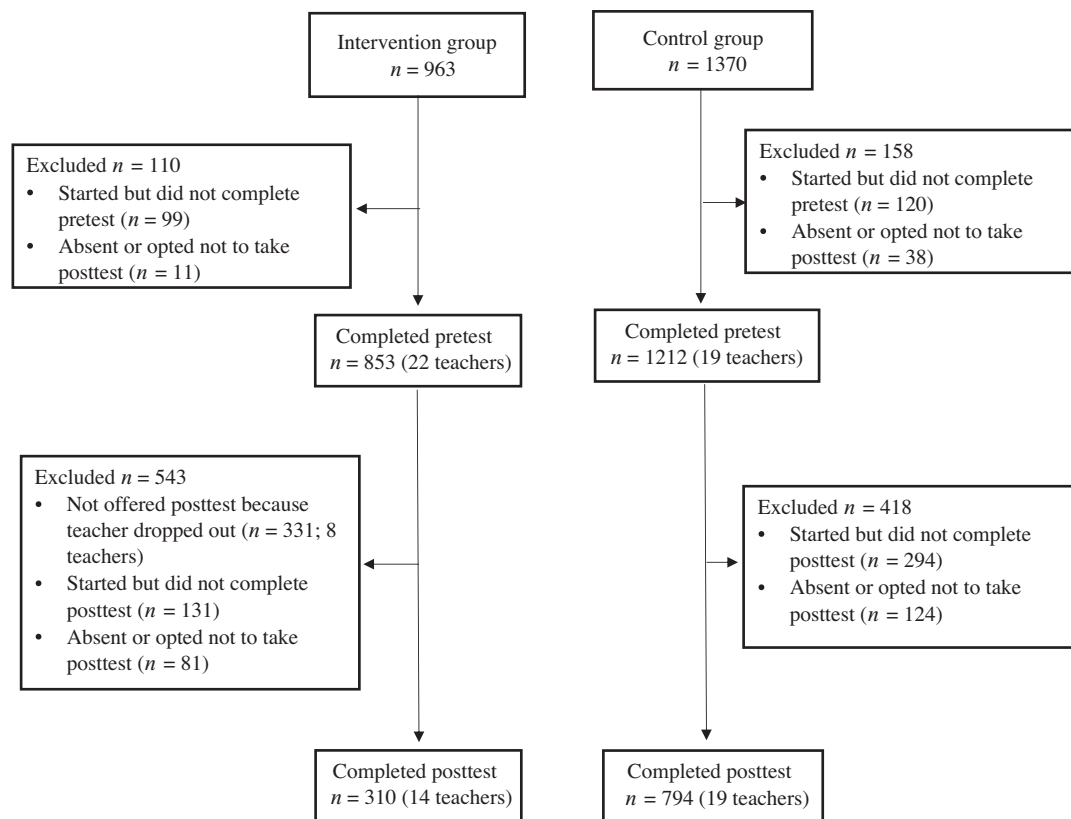 Intervention group
n = 963
Control group
n = 1370
Excluded n = 110
• Started but did not complete
pretest (n = 99)
• Absent or opted not to take
posttest (n = 11)
Excluded n = 158
• Started but did not complete
pretest (n = 120)
• Absent or opted not to take
posttest (n = 38)
Completed pretest
n = 853 (22 teachers)
Completed pretest
n = 1212 (19 teachers)
Excluded n = 543
• Not offered posttest because
teacher dropped out (n = 331; 8
teachers)
• Started but did not complete
posttest (n = 131)
• Absent or opted not to take
posttest (n = 81)
Excluded n = 418
• Started but did not complete
posttest (n = 294)
• Absent or opted not to take
posttest (n = 124)
Completed posttest
n = 310 (14 teachers)
Completed posttest
n = 794 (19 teachers)